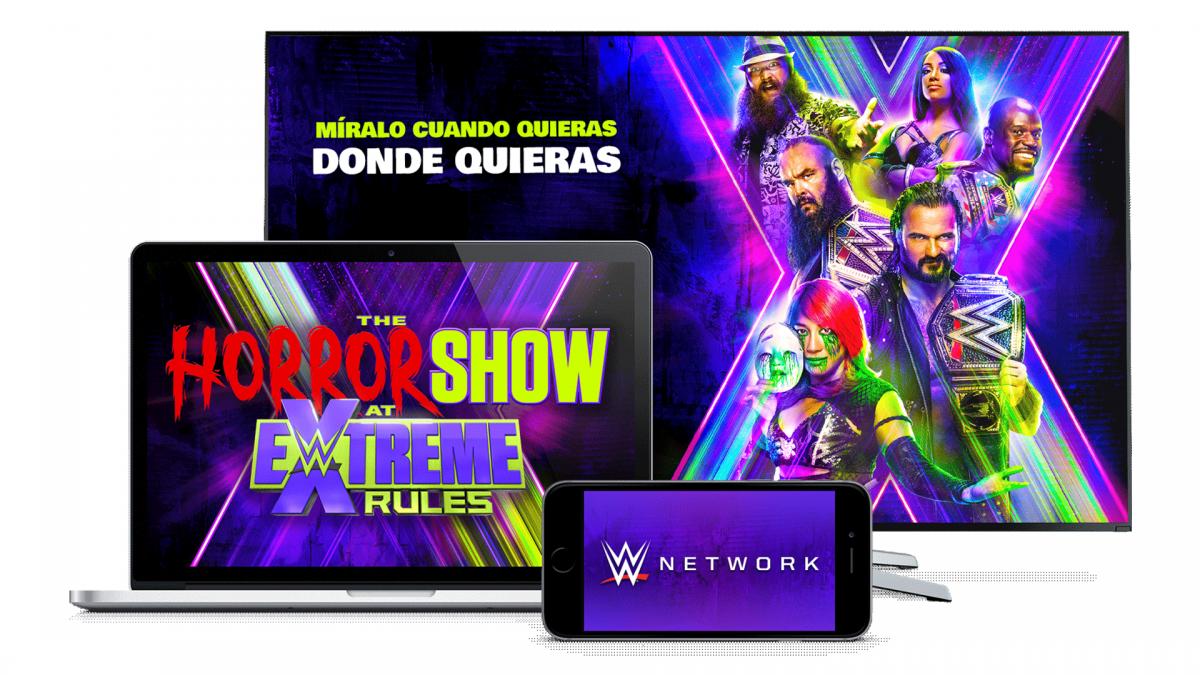 MÍRALO CUANDO QUIERAS
DONDE QUIERAS
THE
HORROR SHOW
AT
EXTREME
RULES
W NETWORK